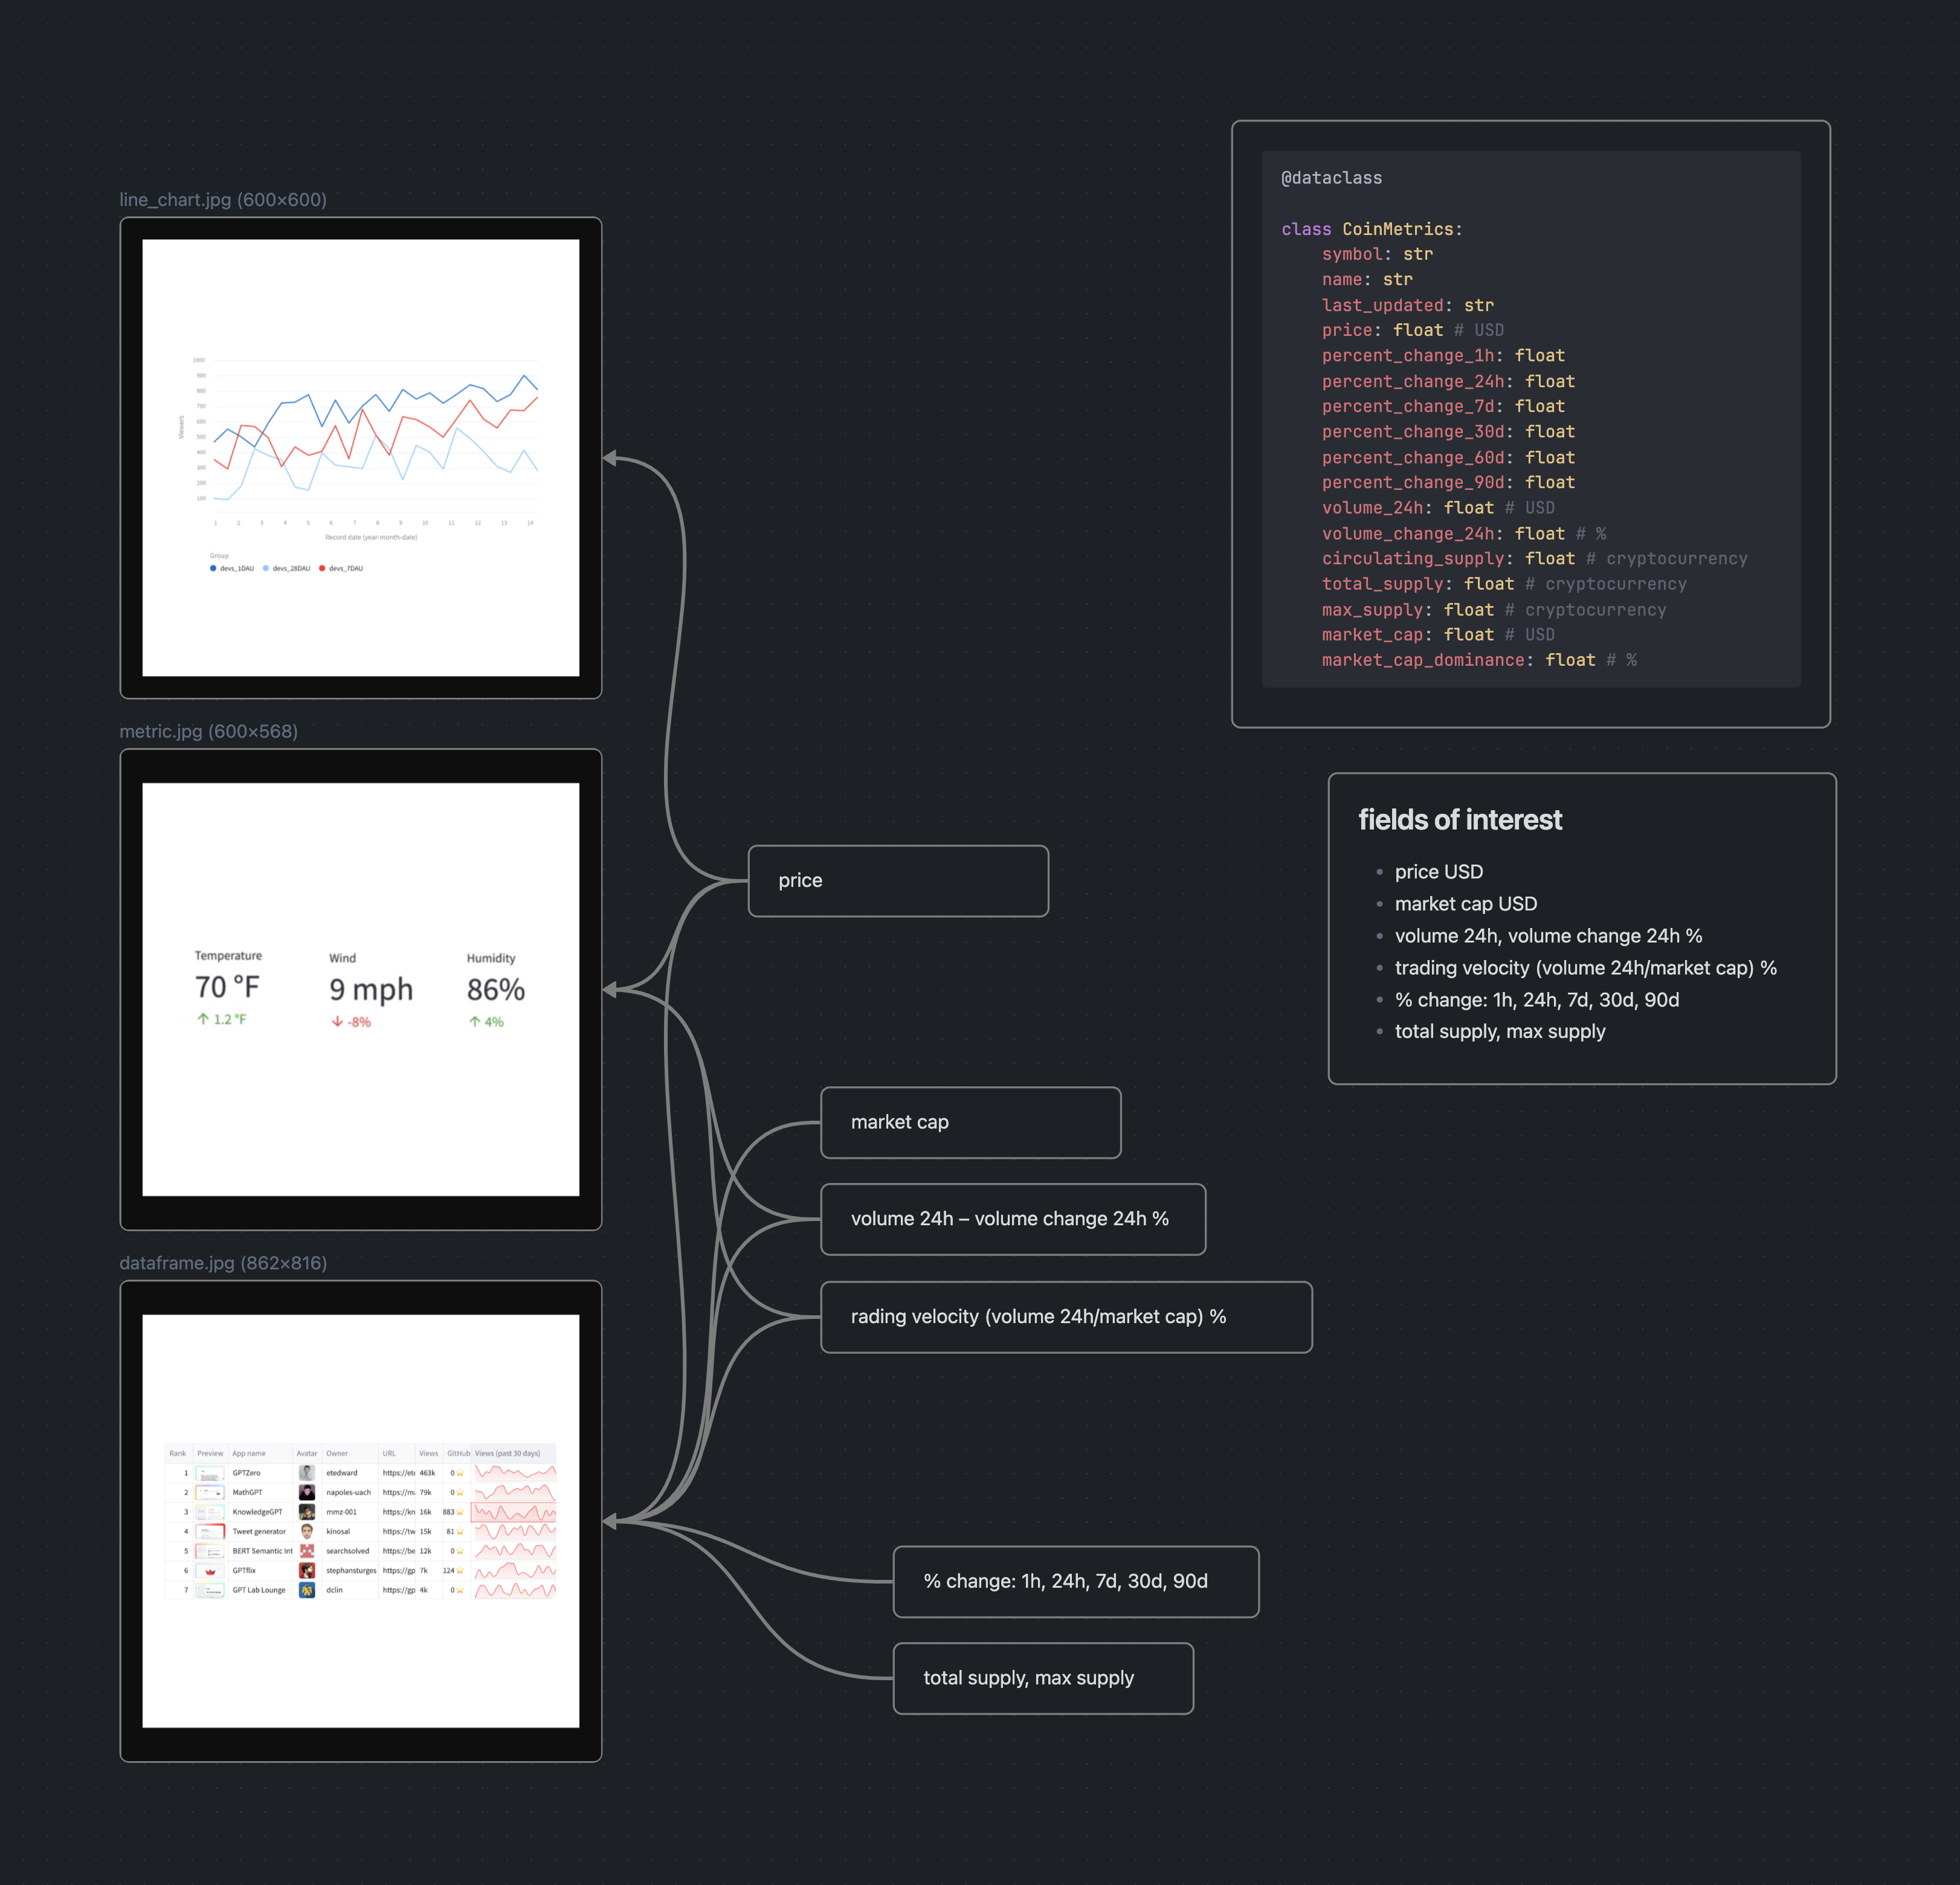 line_chart.jpg (600×600)
1000
900
800
700
600
500
400
300
200
100
Viewers
1 2 3 4 5 6 7 8 9 10 11 12 13 14
Record date (year-month-date)
Group
devs_1DAU devs_28DAU devs_7DAU
metric.jpg (600×568)
Temperature Wind Humidity
70 °F 9 mph 86%
↑ 1.2 °F ↓ -8% ↑ 4%
dataframe.jpg (862×816)
Rank Preview App name Avatar Owner URL Views GitHub Views (past 30 days)
1 GPTZero etedward https://ete 463k 0
2 MathGPT napoles-uach https://ma 79k 0
3 KnowledgeGPT mmz-001 https://kn 16k 883
4 Tweet generator kinosal https://tw 15k 81
5 BERT Semantic Int searchsolved https://be 12k 0
6 GPTflix stephansturges https://gp 7k 124
7 GPT Lab Lounge dclin https://gp 4k 0
price
market cap
volume 24h – volume change 24h %
rading velocity (volume 24h/market cap) %
% change: 1h, 24h, 7d, 30d, 90d
total supply, max supply
@dataclass
class CoinMetrics:
symbol: str
name: str
last_updated: str
price: float # USD
percent_change_1h: float
percent_change_24h: float
percent_change_7d: float
percent_change_30d: float
percent_change_60d: float
percent_change_90d: float
volume_24h: float # USD
volume_change_24h: float # %
circulating_supply: float # cryptocurrency
total_supply: float # cryptocurrency
max_supply: float # cryptocurrency
market_cap: float # USD
market_cap_dominance: float # %
fields of interest
• price USD
• market cap USD
• volume 24h, volume change 24h %
• trading velocity (volume 24h/market cap) %
• % change: 1h, 24h, 7d, 30d, 90d
• total supply, max supply